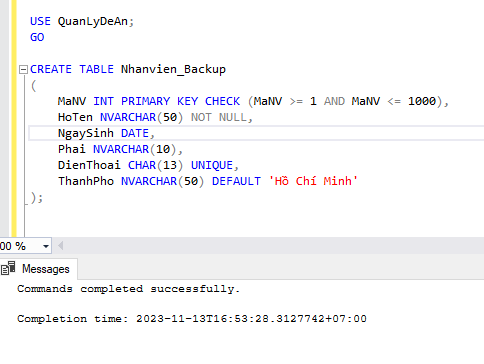 USE QuanLyDeAn;
GO
CREATE TABLE Nhanvien_Backup
(
MaNV INT PRIMARY KEY CHECK (MaNV >= 1 AND MaNV <= 1000),
HoTen NVARCHAR(50) NOT NULL,
NgaySinh DATE,
Phai NVARCHAR(10),
DienThoai CHAR(13) UNIQUE,
ThanhPho NVARCHAR(50) DEFAULT 'Hồ Chí Minh'
);
00 %
Messages
Commands completed successfully.
Completion time: 2023-11-13T16:53:28.3127742+07:00